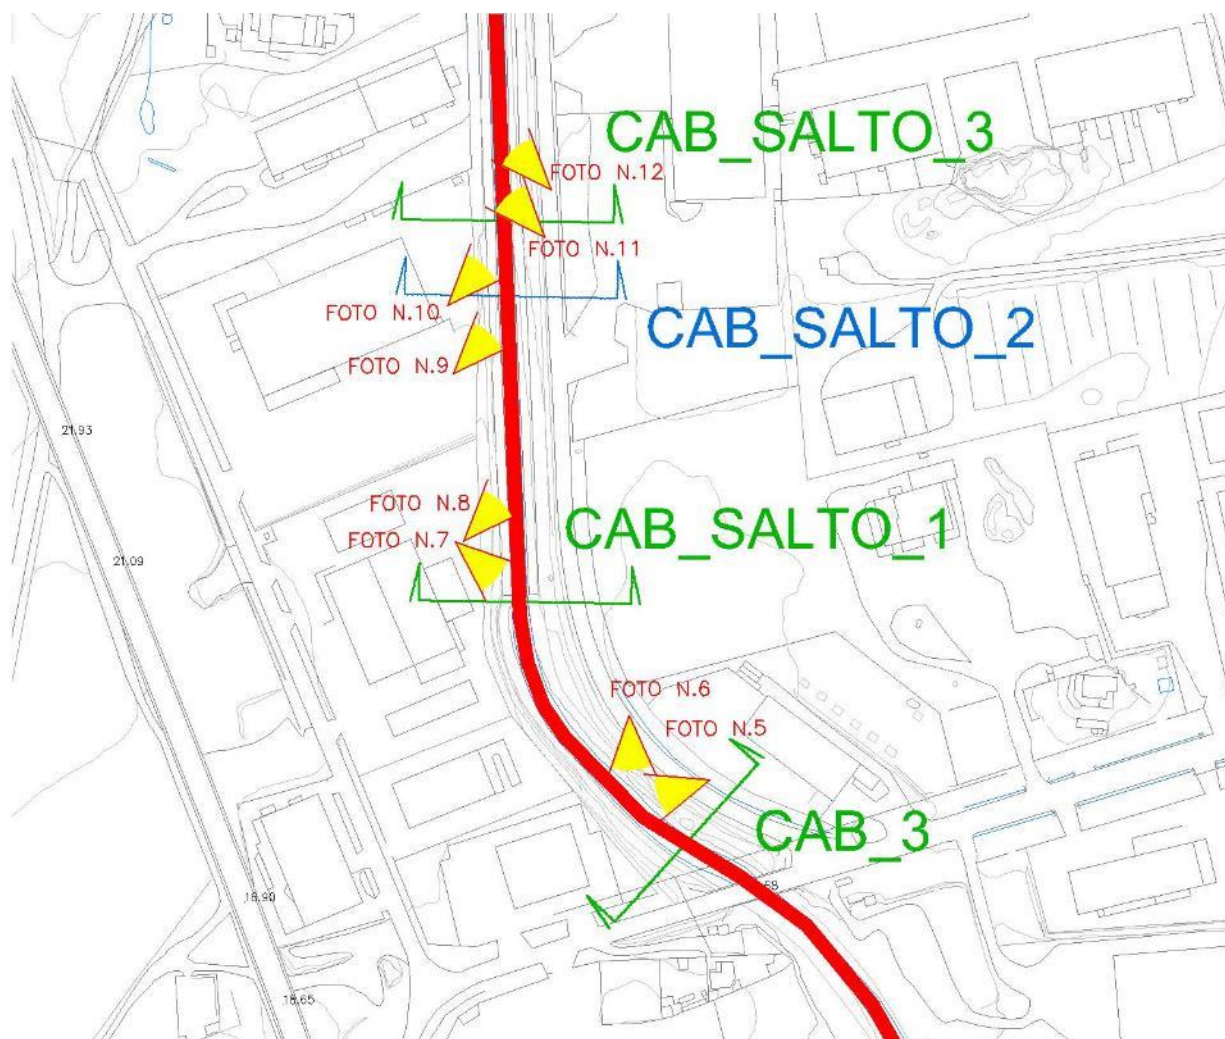 CAB_SALTO_3
FOTO N.12
FOTO N.11
FOTO N.10
CAB_SALTO_2
FOTO N.9
21.93
FOTO N.8
CAB_SALTO_1
FOTO N.7
21.09
FOTO N.6
FOTO N.5
CAB_3
18.90
18.65